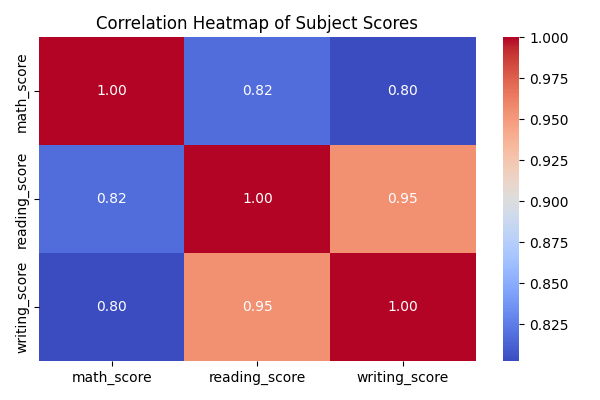 Correlation Heatmap of Subject Scores
math_score
1.00
0.82
0.80
reading_score
0.82
1.00
0.95
writing_score
0.80
0.95
1.00
math_score
reading_score
writing_score
1.000
0.975
0.950
0.925
0.900
0.875
0.850
0.825